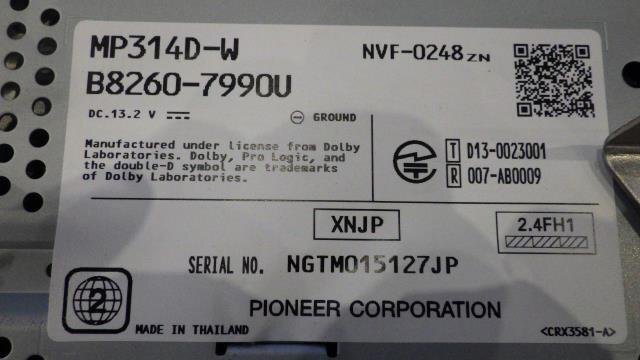 MP314D-W
NVF-0248ZN
B8260-7990U
DC.13.2 V
GROUND
Manufactured under license from Dolby
Laboratories. Dolby, Pro Logic, and
the double-D symbol are trademarks
of Dolby Laboratories.
T D13-0023001
R 007-AB0009
XNJP
2.4FH1
SERIAL NO. NGTM015127JP
2
PIONEER CORPORATION
MADE IN THAILAND
<CRX3581-A>